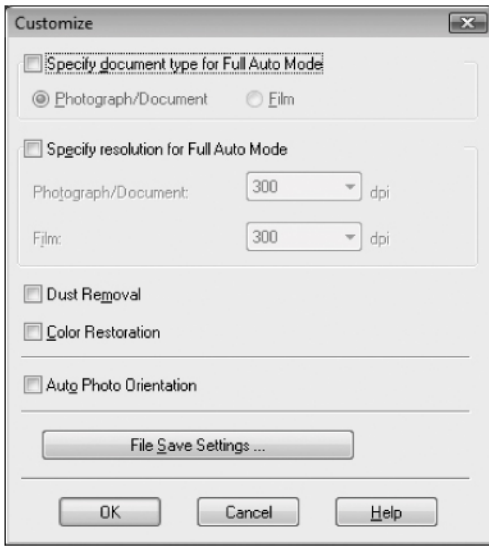 Customize
Specify document type for Full Auto Mode
Photograph/Document Film
Specify resolution for Full Auto Mode
Photograph/Document: 300 dpi
Film: 300 dpi
Dust Removal
Color Restoration
Auto Photo Orientation
File Save Settings ...
OK Cancel Help